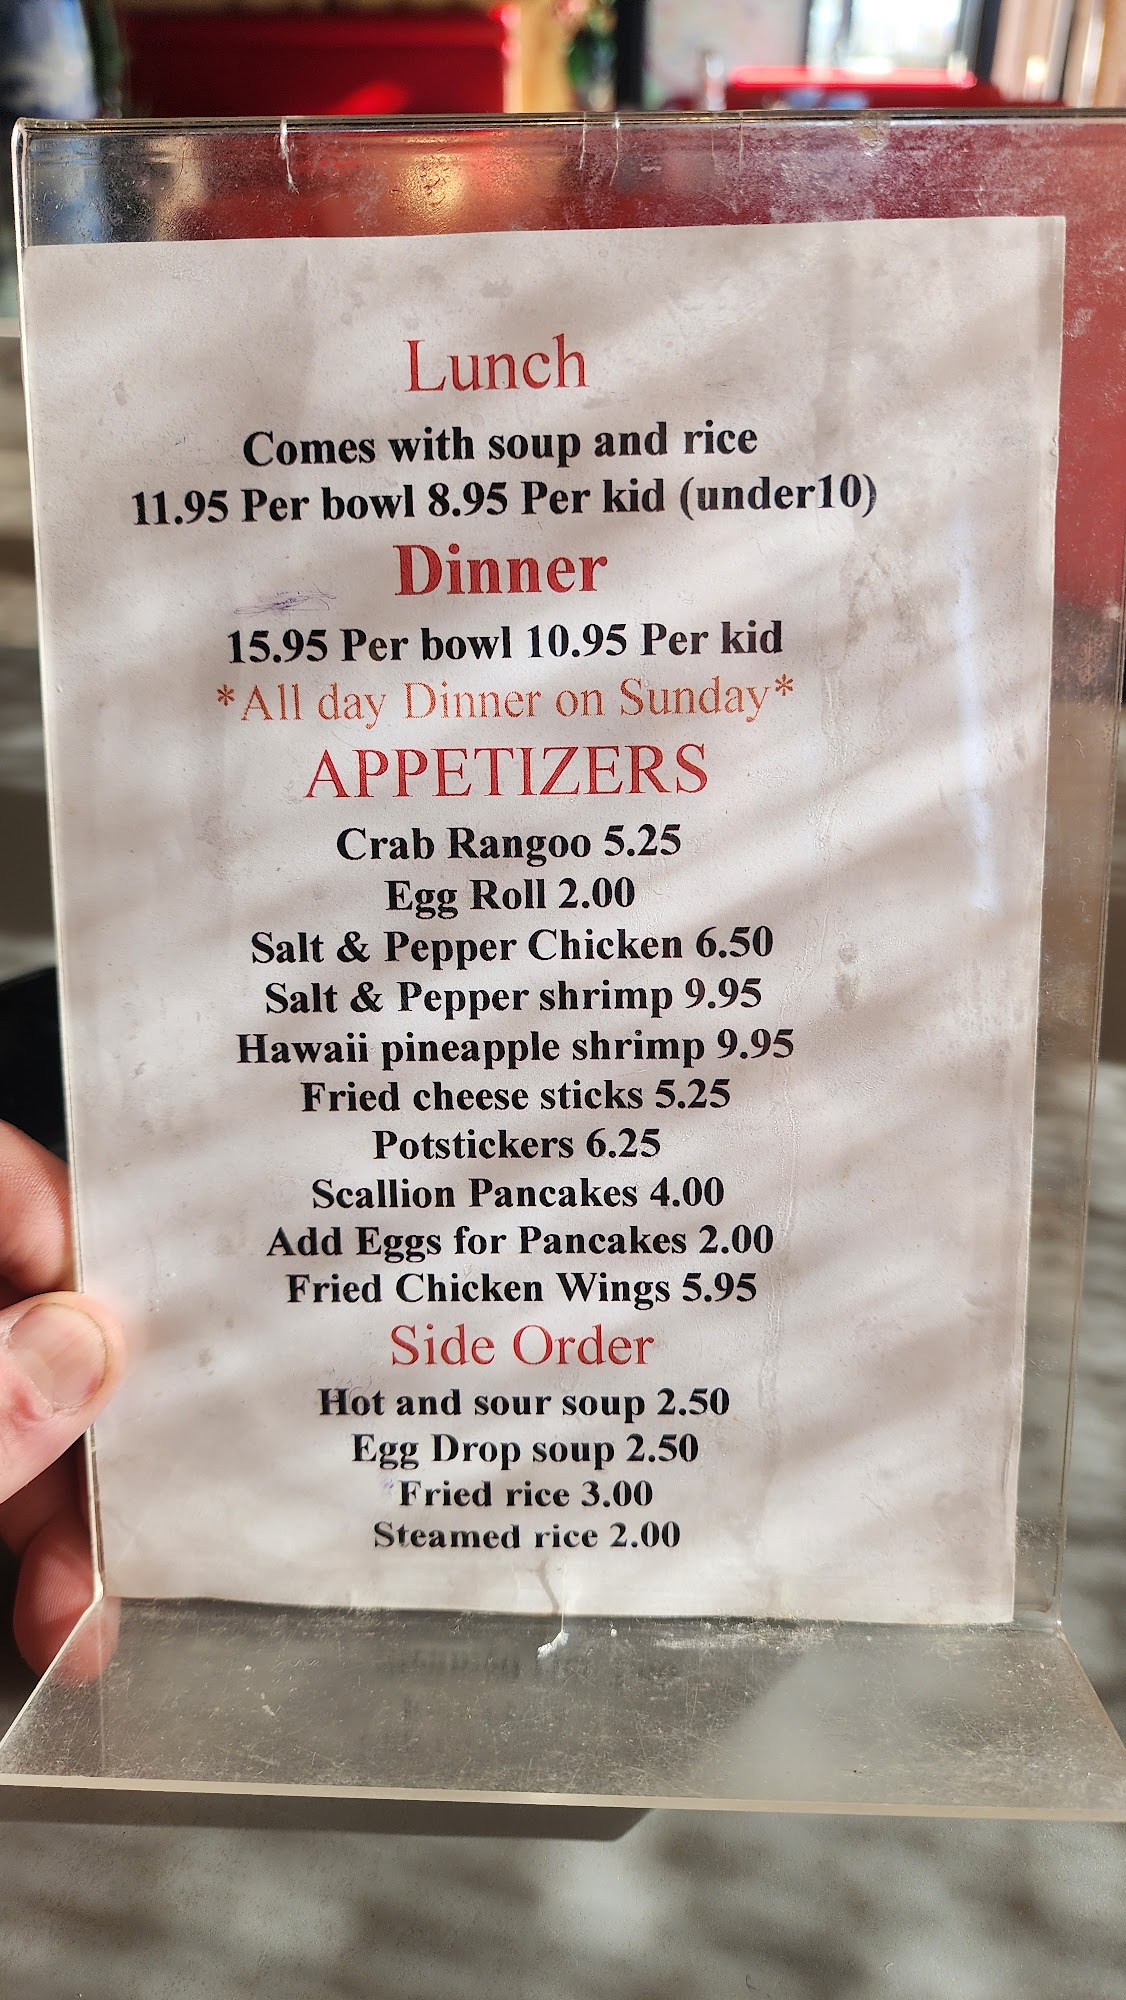 Lunch
Comes with soup and rice
11.95 Per bowl 8.95 Per kid (under10)
Dinner
15.95 Per bowl 10.95 Per kid
*All day Dinner on Sunday*
APPETIZERS
Crab Rangoo 5.25
Egg Roll 2.00
Salt & Pepper Chicken 6.50
Salt & Pepper shrimp 9.95
Hawaii pineapple shrimp 9.95
Fried cheese sticks 5.25
Potstickers 6.25
Scallion Pancakes 4.00
Add Eggs for Pancakes 2.00
Fried Chicken Wings 5.95
Side Order
Hot and sour soup 2.50
Egg Drop soup 2.50
Fried rice 3.00
Steamed rice 2.00